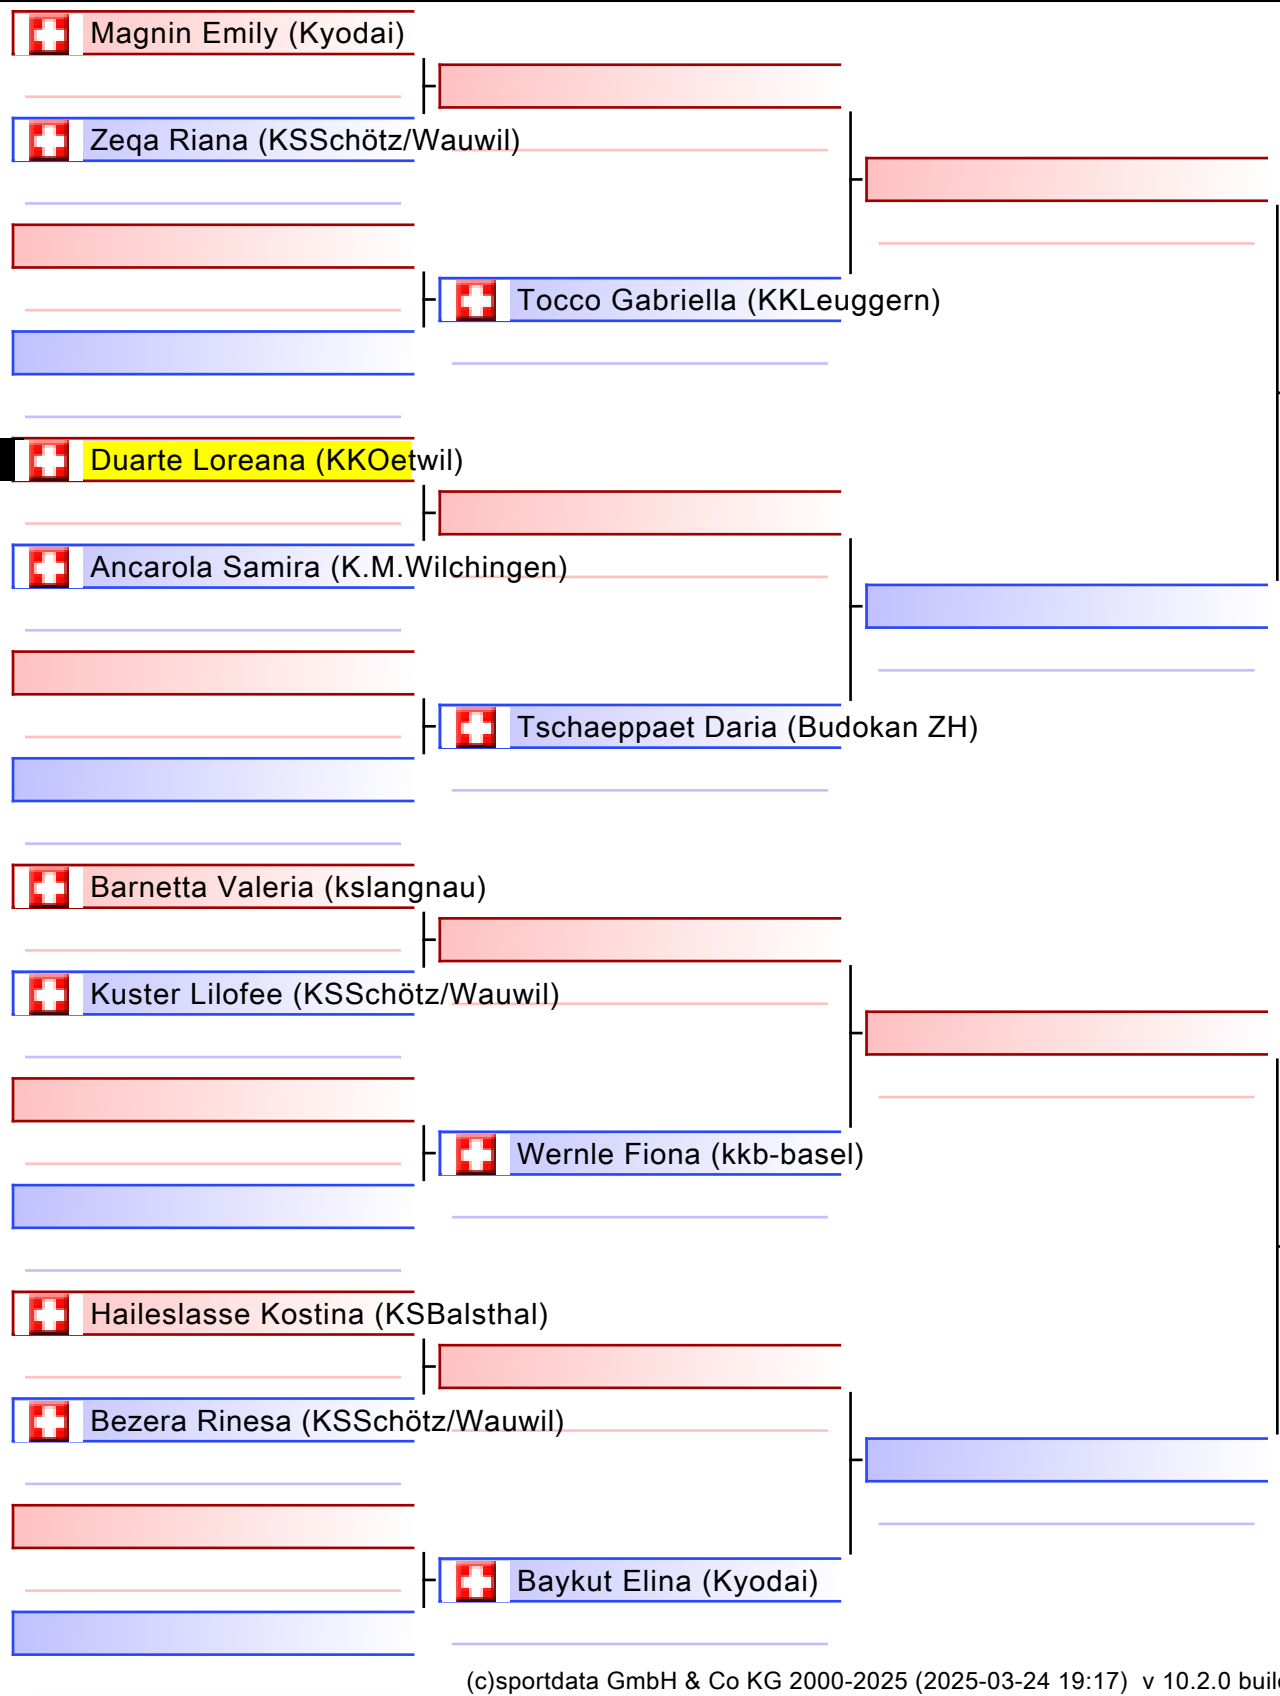 Magnin Emily (Kyodai)
Zeqa Riana (KSSchötz/Wauwil)
Tocco Gabriella (KKLeuggern)
Duarte Loreana (KKOetwil)
Ancarola Samira (K.M.Wilchingen)
Tschaeppaet Daria (Budokan ZH)
Barnetta Valeria (kslangnau)
Kuster Lilofee (KSSchötz/Wauwil)
Wernle Fiona (kkb-basel)
Haileslasse Kostina (KSBalsthal)
Bezera Rinesa (KSSchötz/Wauwil)
Baykut Elina (Kyodai)
(c)sportdata GmbH & Co KG 2000-2025 (2025-03-24 19:17) v 10.2.0 build